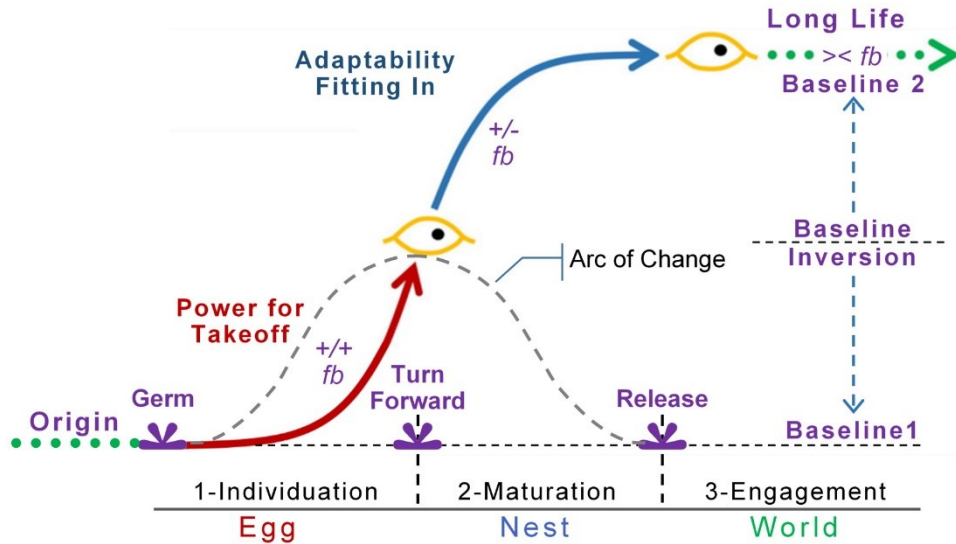 Long Life
>< fb
Baseline 2
Adaptability
Fitting In
+/-
fb
Baseline
Inversion
Arc of Change
Power for
Takeoff
+/+
fb
Turn
Forward
Germ
Release
Origin
Baseline1
1-Individuation
2-Maturation
3-Engagement
Egg
Nest
World